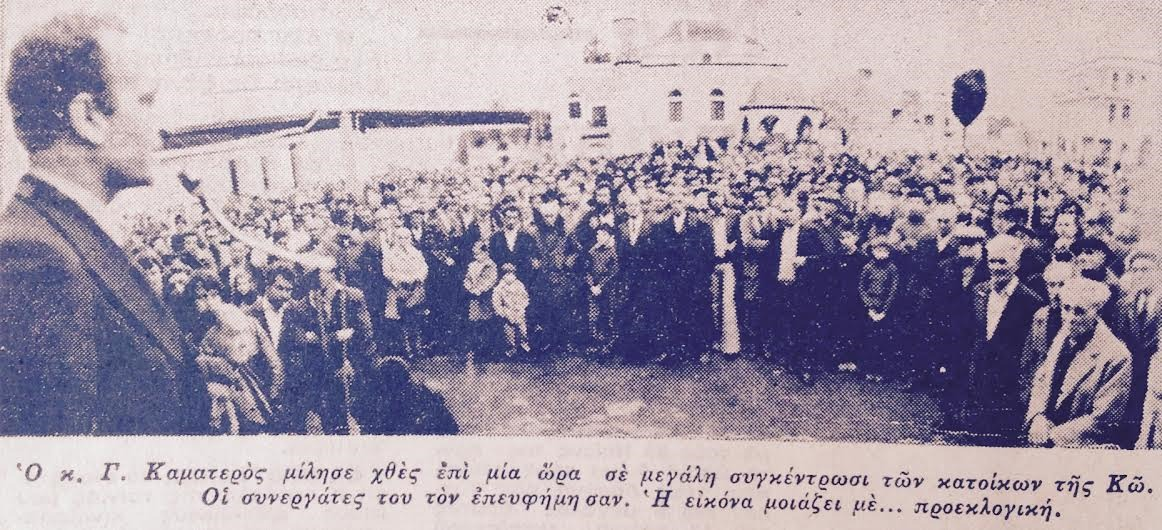 Ὁ κ. Γ. Καματερὸς μίλησε χθὲς ἐπὶ μία ὥρα σὲ μεγάλη συγκέντρωσι τῶν κατοίκων τῆς Κῶ.
Οἱ συνεργάτες του τὸν ἐπευφήμησαν. Ἡ εἰκόνα μοιάζει μὲ... προεκλογική.